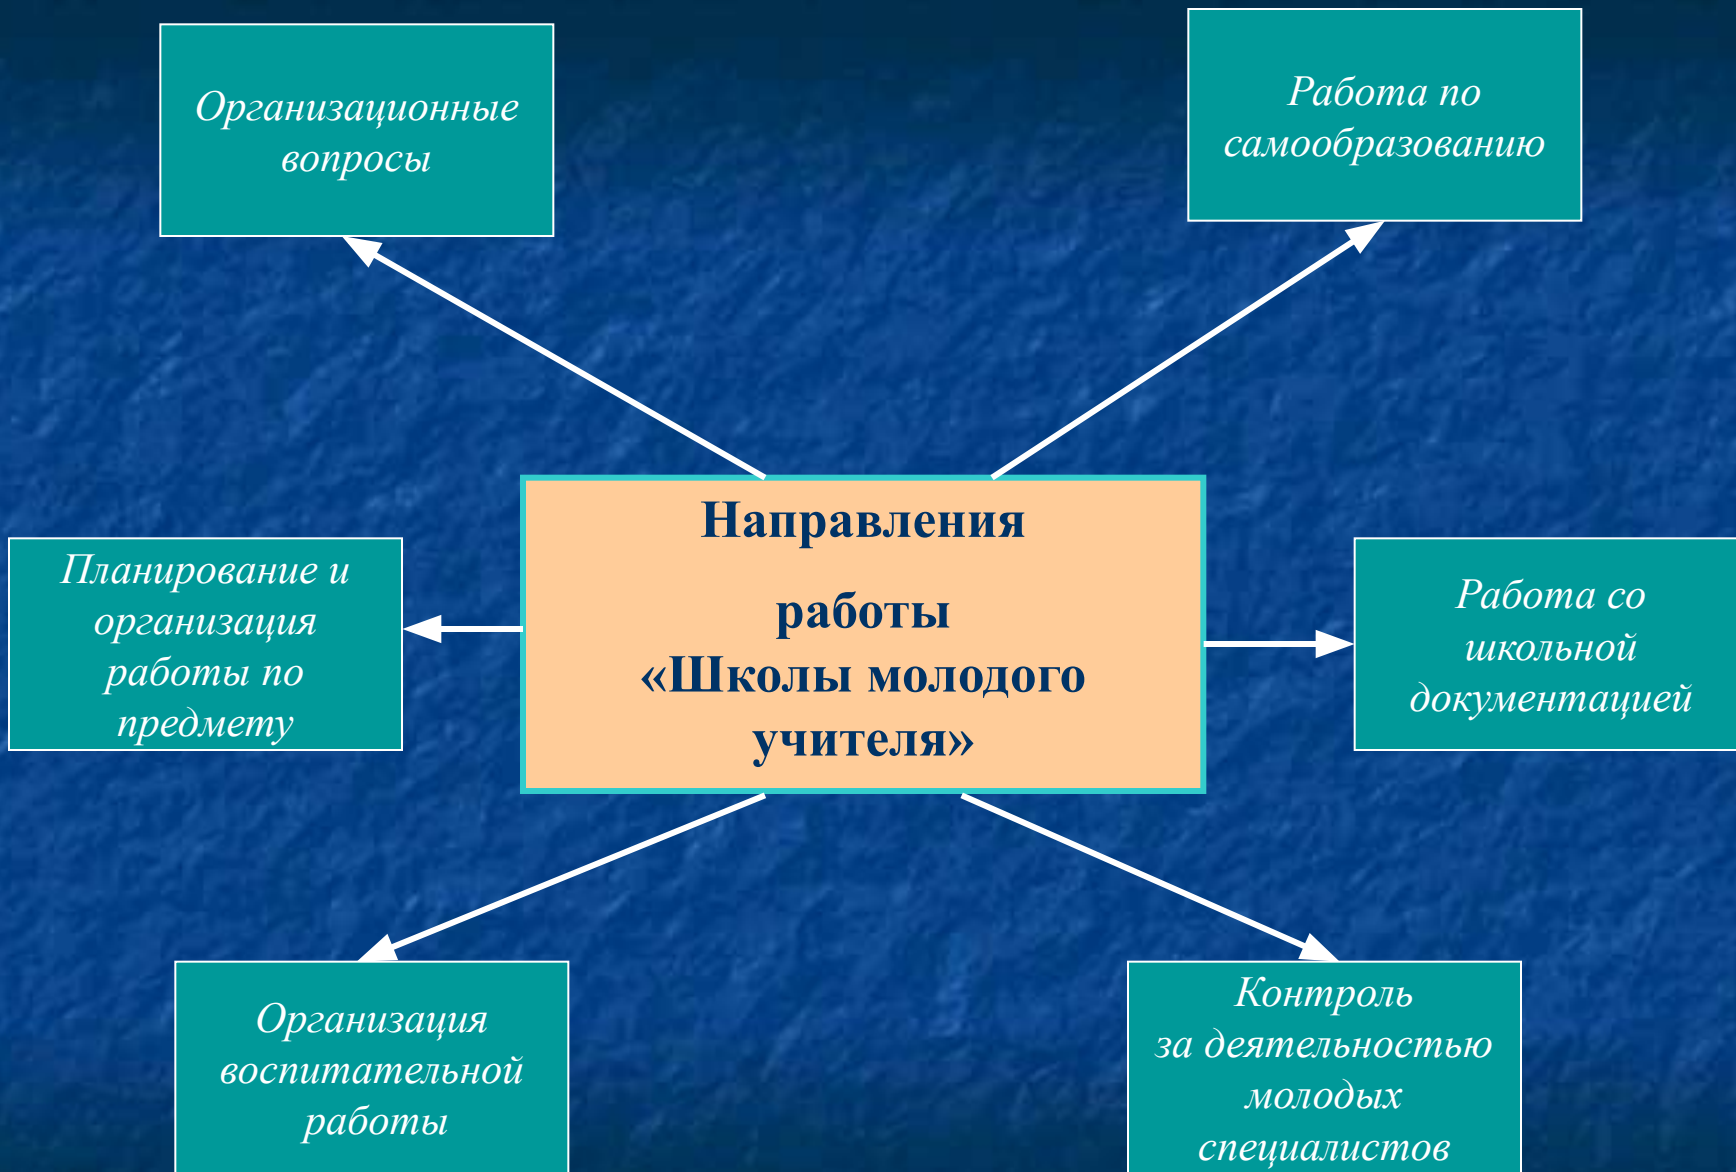 Организационные
вопросы
Работа по
самообразованию
Направления
работы
«Школы молодого
учителя»
Планирование и
организация
работы по
предмету
Работа со
школьной
документацией
Организация
воспитательной
работы
Контроль
за деятельностью
молодых
специалистов